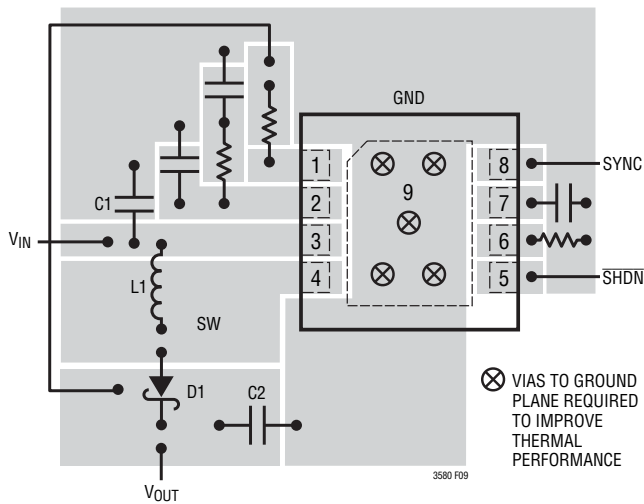 GND
1
8
SYNC
9
C1
2
7
VIN
3
6
L1
4
5
S̅H̅D̅N̅
SW
D1
C2
VIAS TO GROUND
PLANE REQUIRED
TO IMPROVE
THERMAL
PERFORMANCE
3580 F09
VOUT